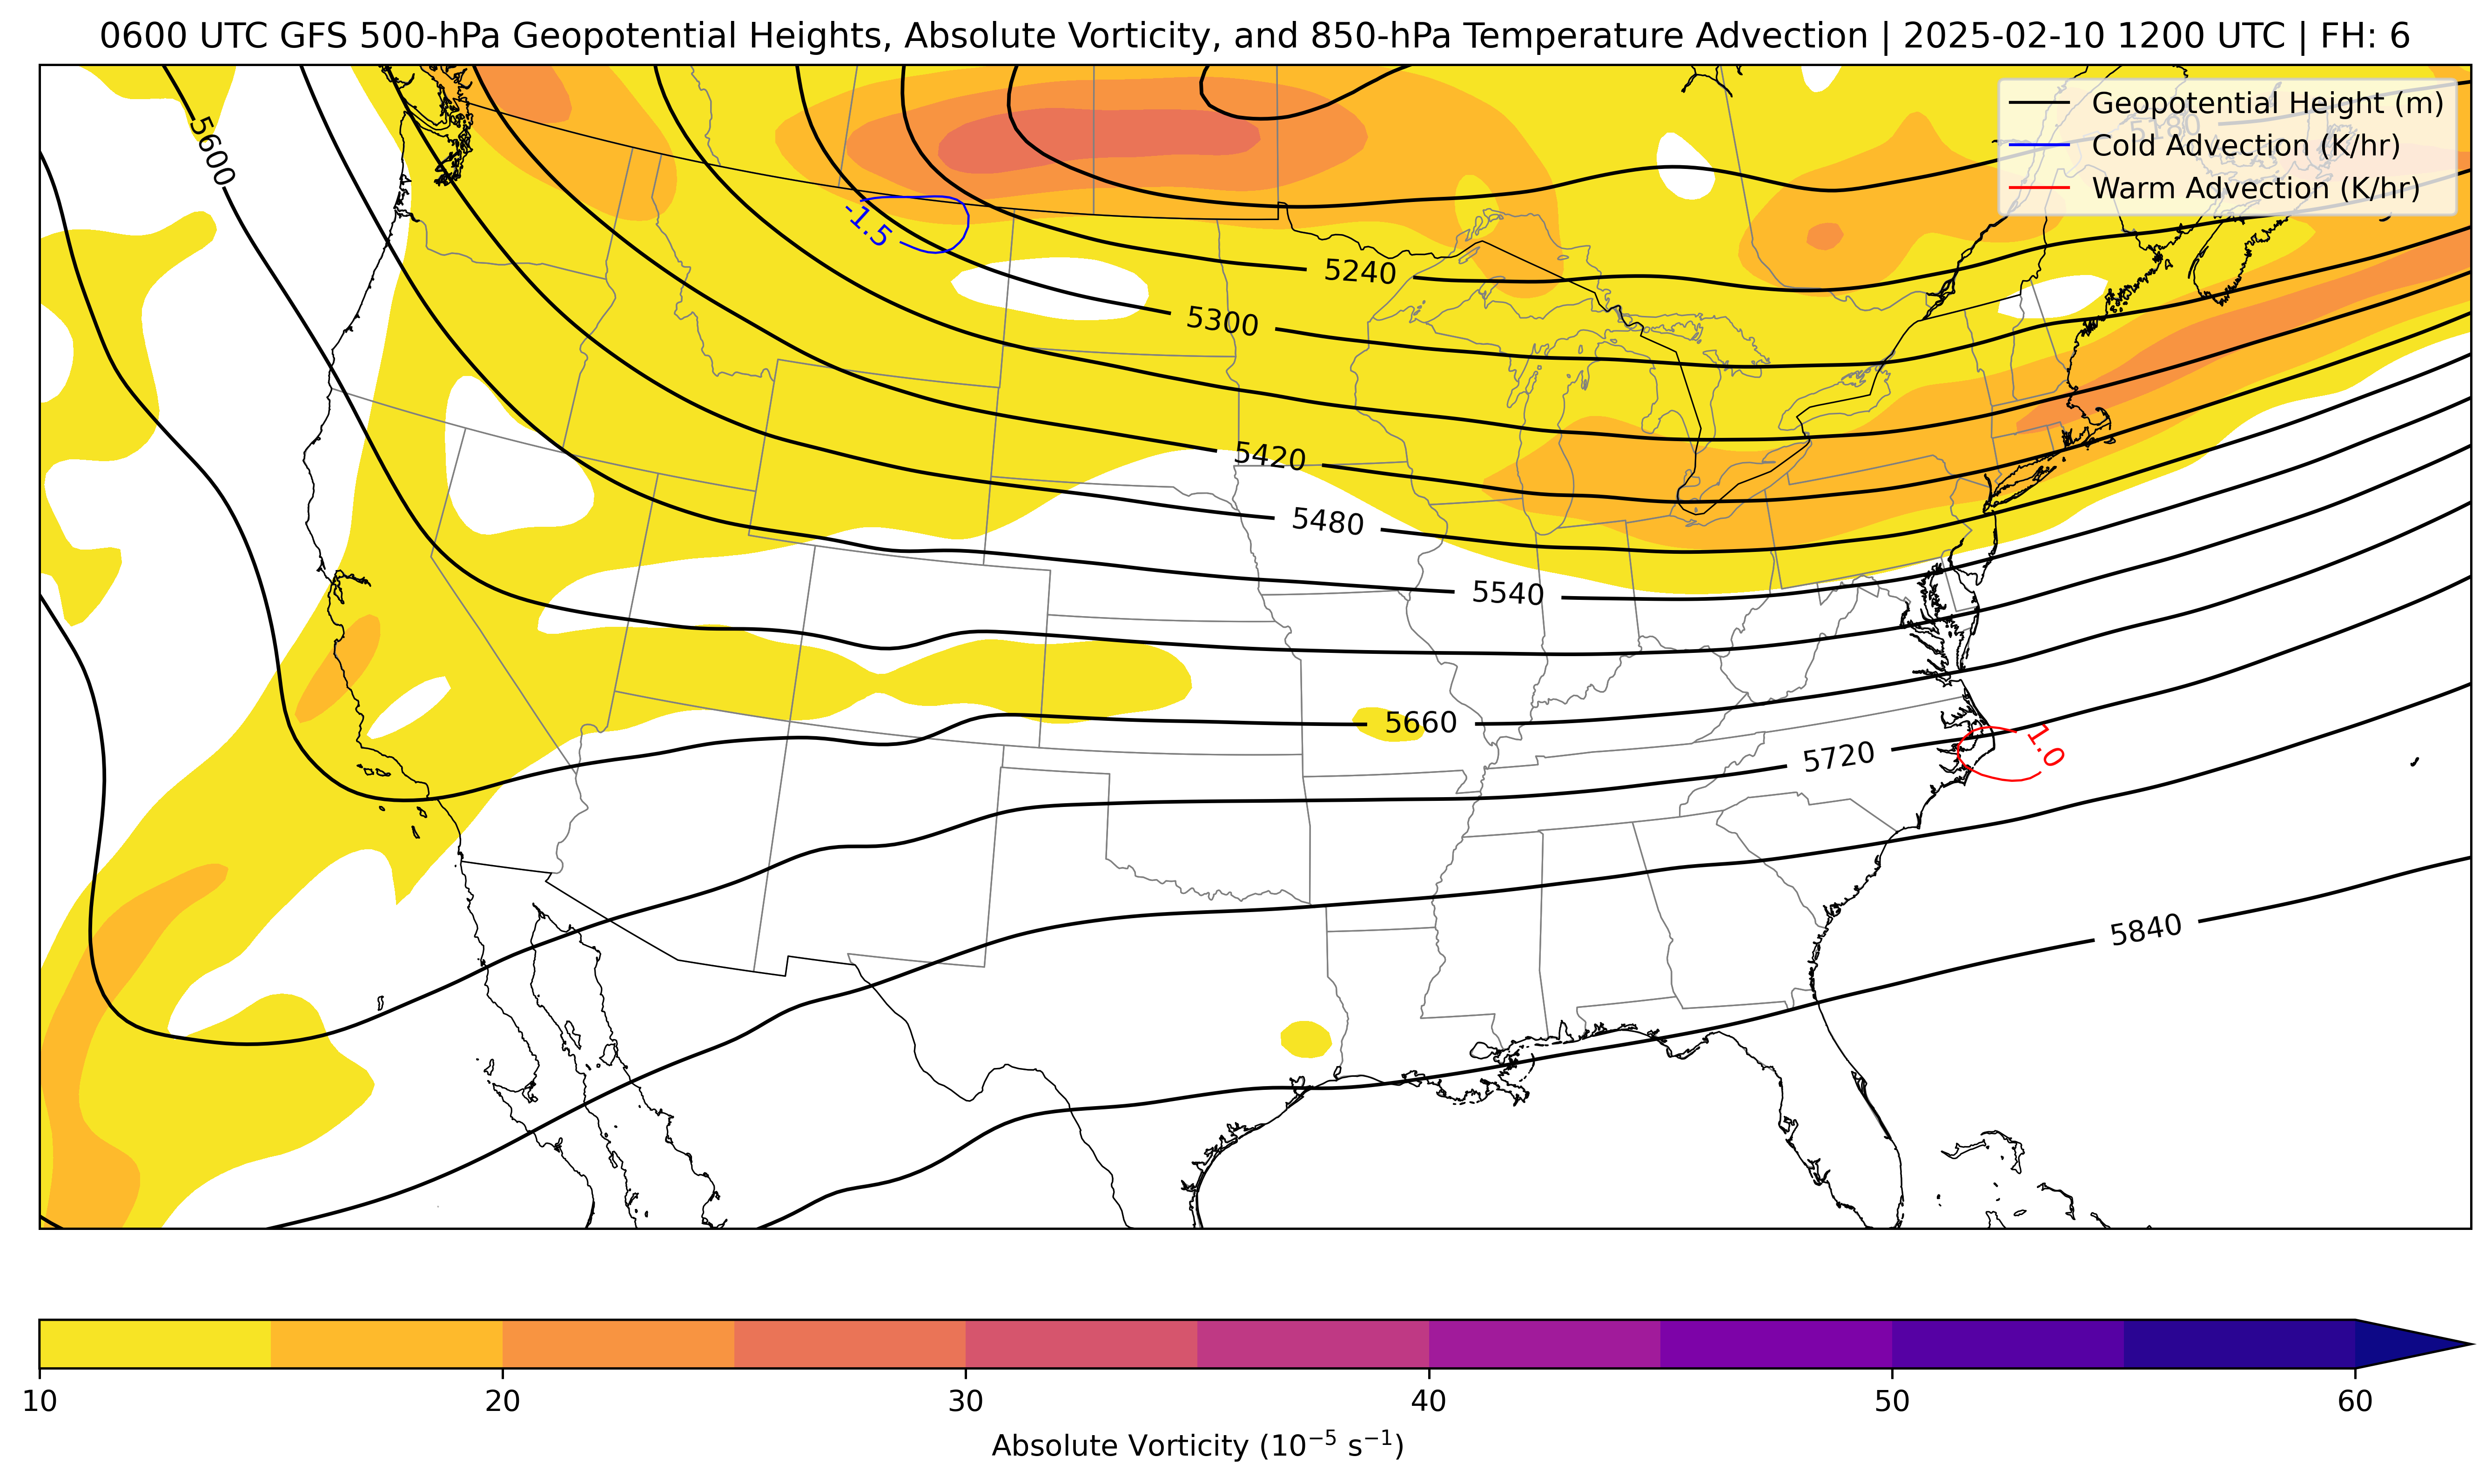 0600 UTC GFS 500-hPa Geopotential Heights, Absolute Vorticity, and 850-hPa Temperature Advection | 2025-02-10 1200 UTC | FH: 6
Geopotential Height (m)
Cold Advection (K/hr)
Warm Advection (K/hr)
5180
5600
-1.5
5240
5300
5420
5480
5540
5660
5720
1.0
5840
10 20 30 40 50 60
Absolute Vorticity (10⁻⁵ s⁻¹)